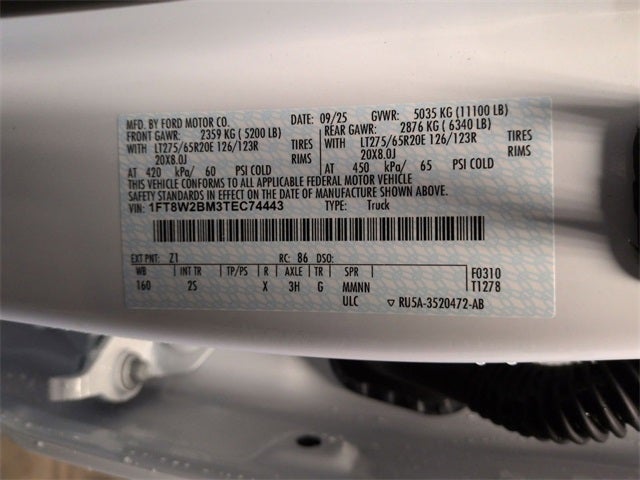 MFD. BY FORD MOTOR CO. DATE: 09/25 GVWR: 5035 KG (11100 LB)
FRONT GAWR: 2359 KG ( 5200 LB) REAR GAWR: 2876 KG ( 6340 LB)
WITH LT275/65R20E 126/123R TIRES WITH LT275/65R20E 126/123R TIRES
20X8.0J RIMS 20X8.0J RIMS
AT 420 kPa/ 60 PSI COLD AT 450 kPa/ 65 PSI COLD
THIS VEHICLE CONFORMS TO ALL APPLICABLE FEDERAL MOTOR VEHICLE
SAFETY STANDARDS IN EFFECT ON THE DATE OF MANUFACTURE SHOWN ABOVE.
VIN: 1FT8W2BM3TEC74443 TYPE: Truck
EXT PNT: Z1 RC: 86 DSO:
WB INT TR TP/PS R AXLE TR SPR F0310
160 2S X 3H G MMNN T1278
ULC ▽ RU5A-3520472-AB